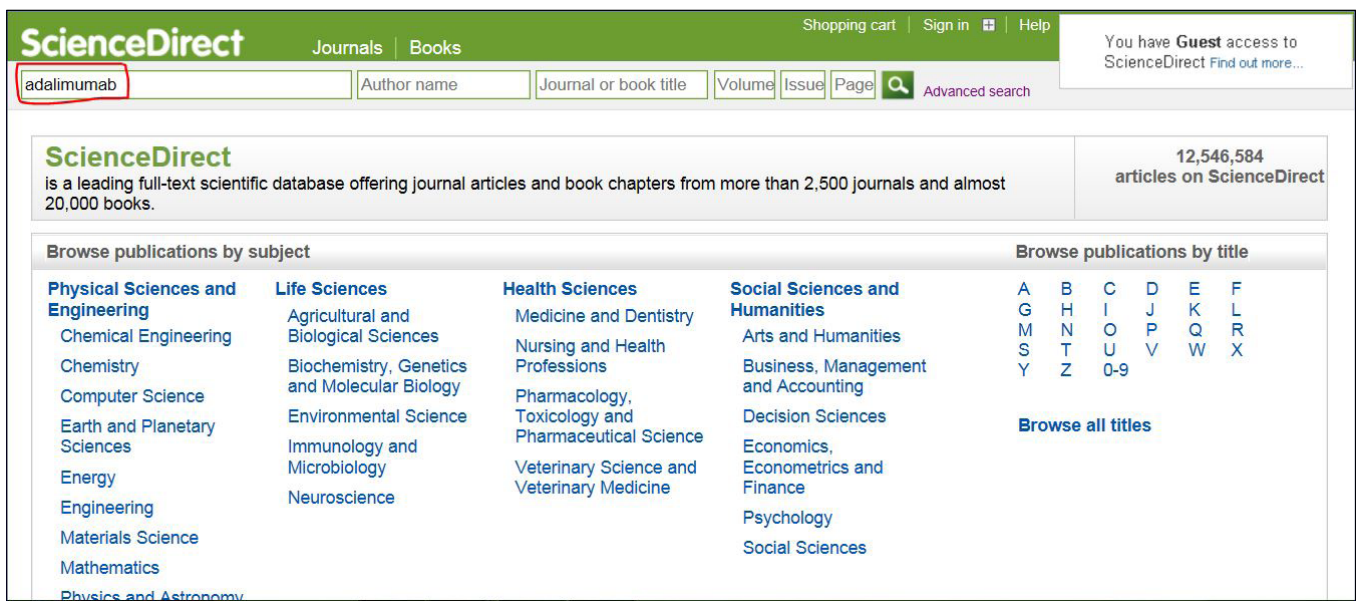 Shopping cart Sign in Help
You have Guest access to
ScienceDirect Find out more...
ScienceDirect Journals Books
adalimumab Author name Journal or book title Volume Issue Page Advanced search
ScienceDirect
is a leading full-text scientific database offering journal articles and book chapters from more than 2,500 journals and almost
20,000 books.
12,546,584
articles on ScienceDirect
Browse publications by subject
Physical Sciences and
Engineering
Chemical Engineering
Chemistry
Computer Science
Earth and Planetary
Sciences
Energy
Engineering
Materials Science
Mathematics
Physics and Astronomy
Life Sciences
Agricultural and
Biological Sciences
Biochemistry, Genetics
and Molecular Biology
Environmental Science
Immunology and
Microbiology
Neuroscience
Health Sciences
Medicine and Dentistry
Nursing and Health
Professions
Pharmacology,
Toxicology and
Pharmaceutical Science
Veterinary Science and
Veterinary Medicine
Social Sciences and
Humanities
Arts and Humanities
Business, Management
and Accounting
Decision Sciences
Economics,
Econometrics and
Finance
Psychology
Social Sciences
Browse publications by title
A B C D E F
G H I J K L
M N O P Q R
S T U V W X
Y Z 0-9
Browse all titles